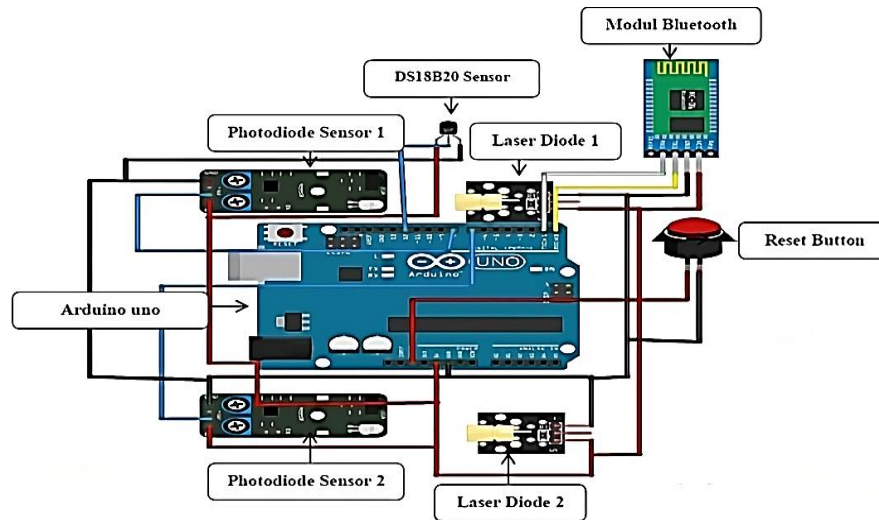 Modul Bluetooth
DS18B20 Sensor
Photodiode Sensor 1
Laser Diode 1
Reset Button
RESET
UNO
Arduino
Arduino uno
Photodiode Sensor 2
Laser Diode 2